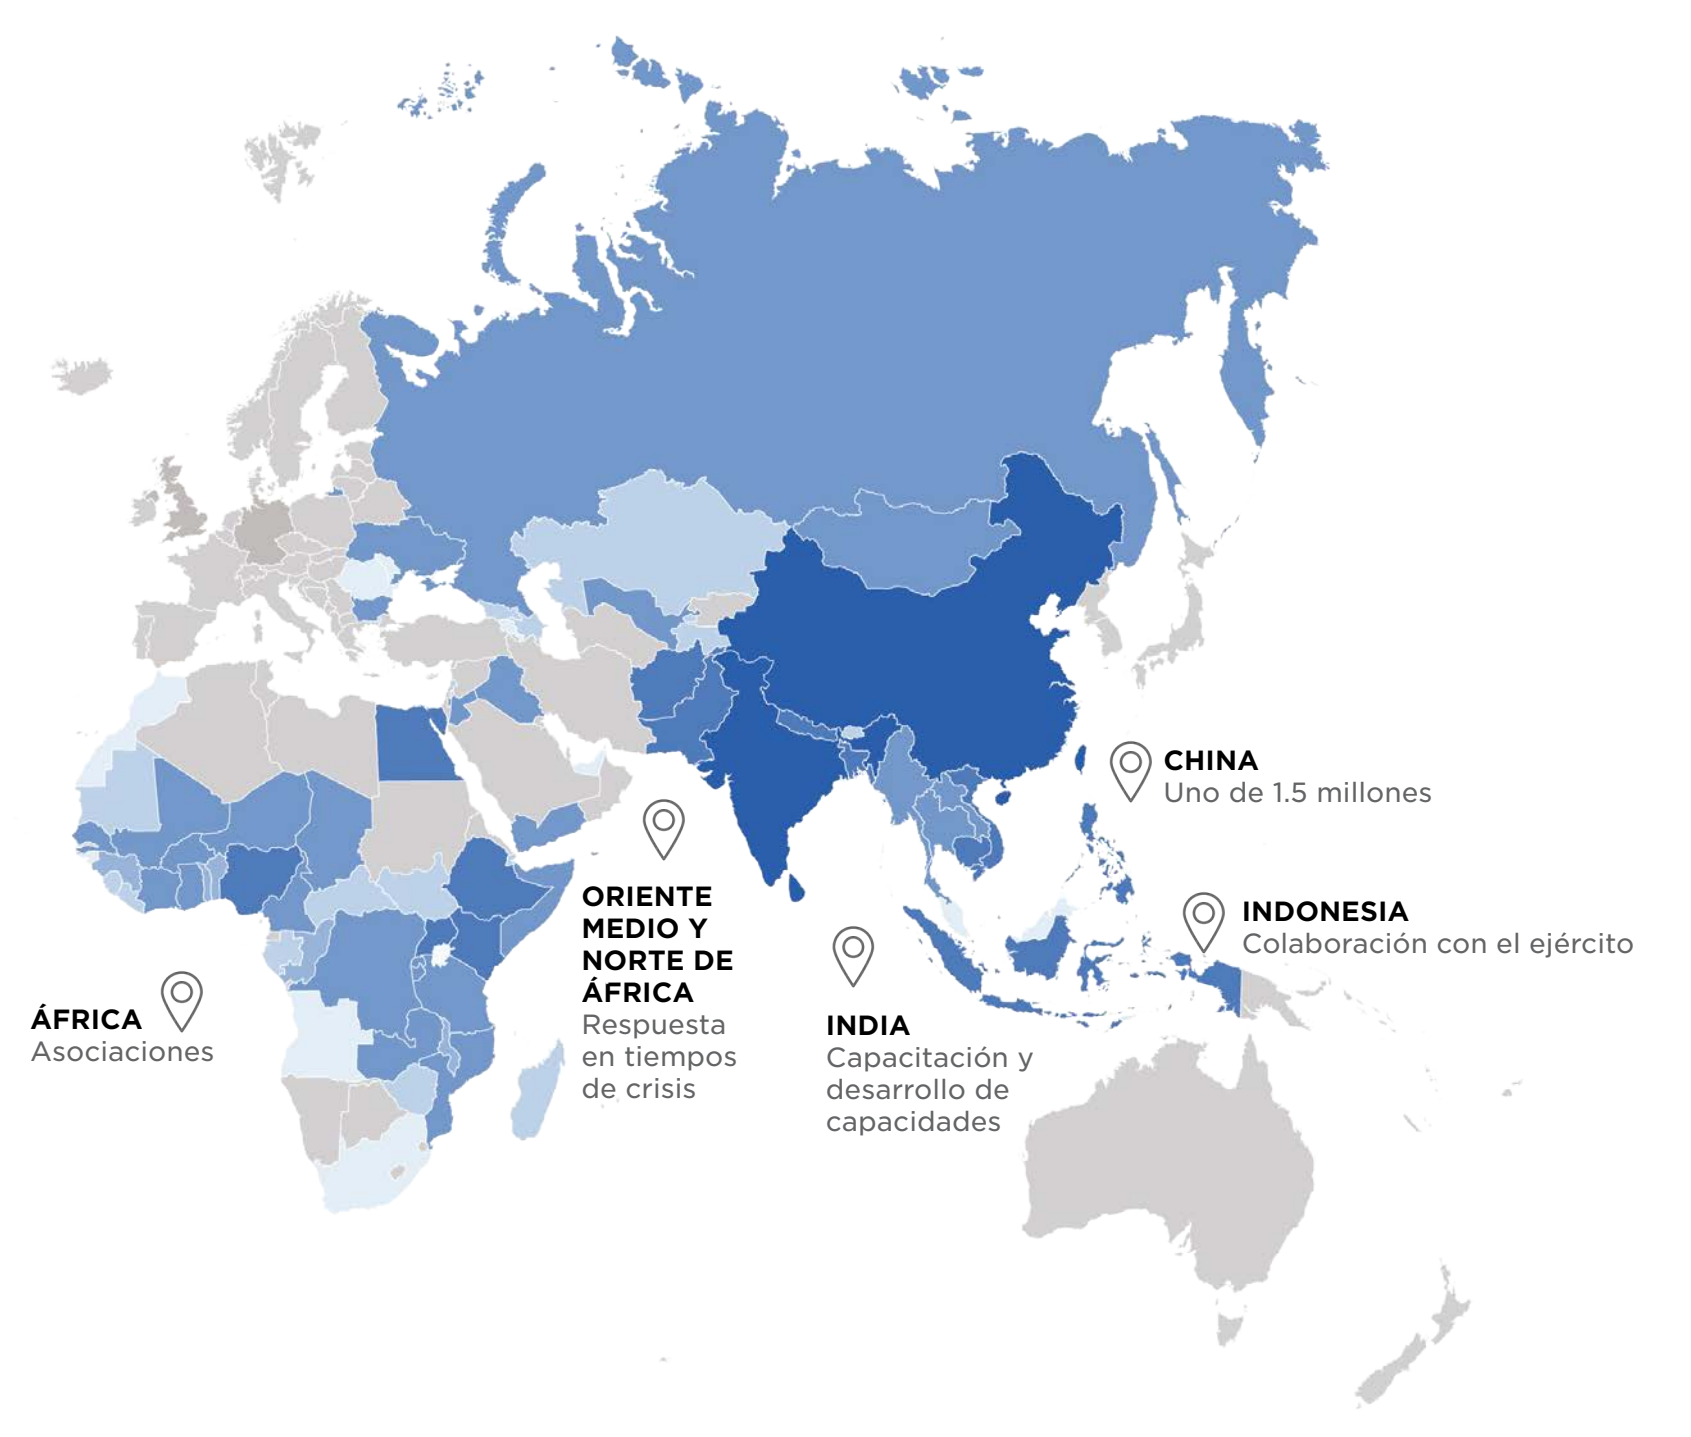 CHINA
Uno de 1.5 millones
ORIENTE
MEDIO Y
NORTE DE
ÁFRICA
Respuesta
en tiempos
de crisis
INDONESIA
Colaboración con el ejército
ÁFRICA
Asociaciones
INDIA
Capacitación y
desarrollo de
capacidades